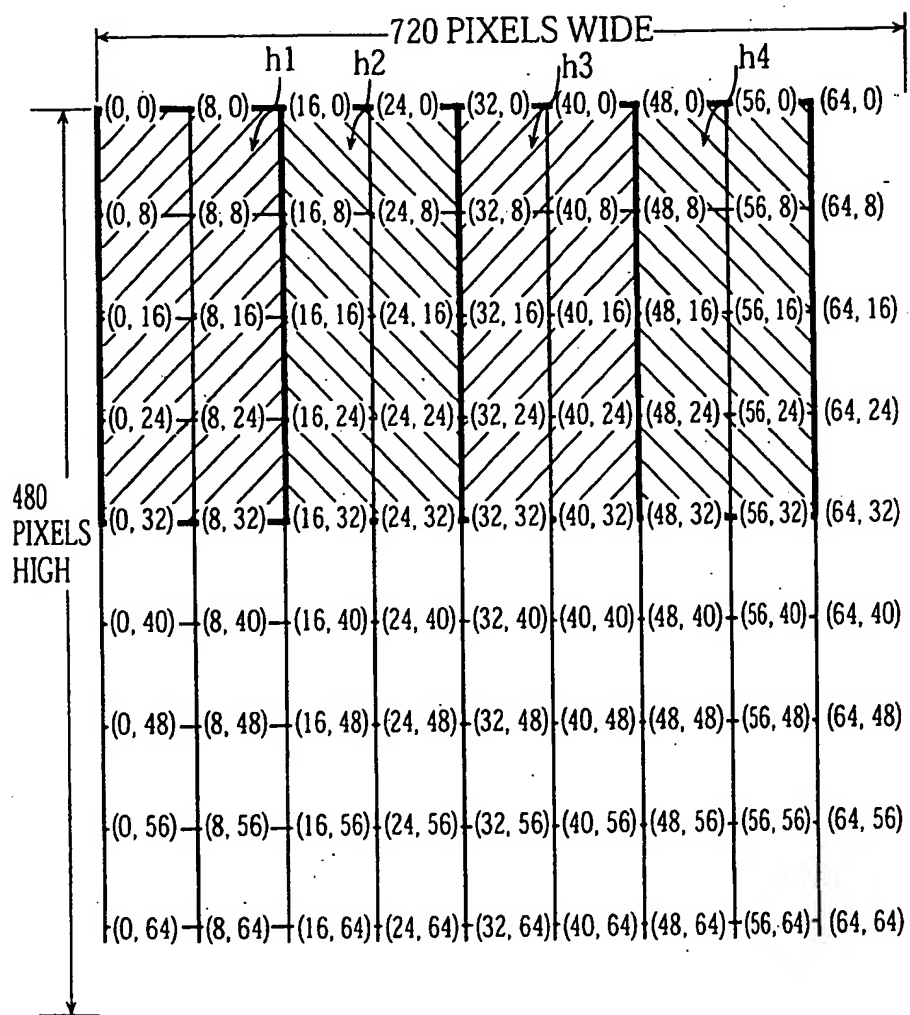 720 PIXELS WIDE
h1 h2 h3 h4
(0, 0) (8, 0) (16, 0) (24, 0) (32, 0) (40, 0) (48, 0) (56, 0) (64, 0)
(0, 8) (8, 8) (16, 8) (24, 8) (32, 8) (40, 8) (48, 8) (56, 8) (64, 8)
(0, 16) (8, 16) (16, 16) (24, 16) (32, 16) (40, 16) (48, 16) (56, 16) (64, 16)
(0, 24) (8, 24) (16, 24) (24, 24) (32, 24) (40, 24) (48, 24) (56, 24) (64, 24)
480
PIXELS
HIGH
(0, 32) (8, 32) (16, 32) (24, 32) (32, 32) (40, 32) (48, 32) (56, 32) (64, 32)
(0, 40) (8, 40) (16, 40) (24, 40) (32, 40) (40, 40) (48, 40) (56, 40) (64, 40)
(0, 48) (8, 48) (16, 48) (24, 48) (32, 48) (40, 48) (48, 48) (56, 48) (64, 48)
(0, 56) (8, 56) (16, 56) (24, 56) (32, 56) (40, 56) (48, 56) (56, 56) (64, 56)
(0, 64) (8, 64) (16, 64) (24, 64) (32, 64) (40, 64) (48, 64) (56, 64) (64, 64)